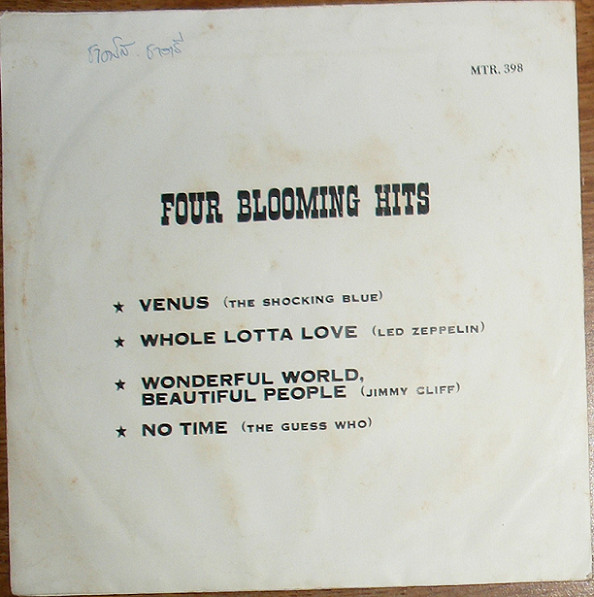 MTR. 398
FOUR BLOOMING HITS
★ VENUS (THE SHOCKING BLUE)
★ WHOLE LOTTA LOVE (LED ZEPPELIN)
★ WONDERFUL WORLD,
BEAUTIFUL PEOPLE (JIMMY CLIFF)
★ NO TIME (THE GUESS WHO)